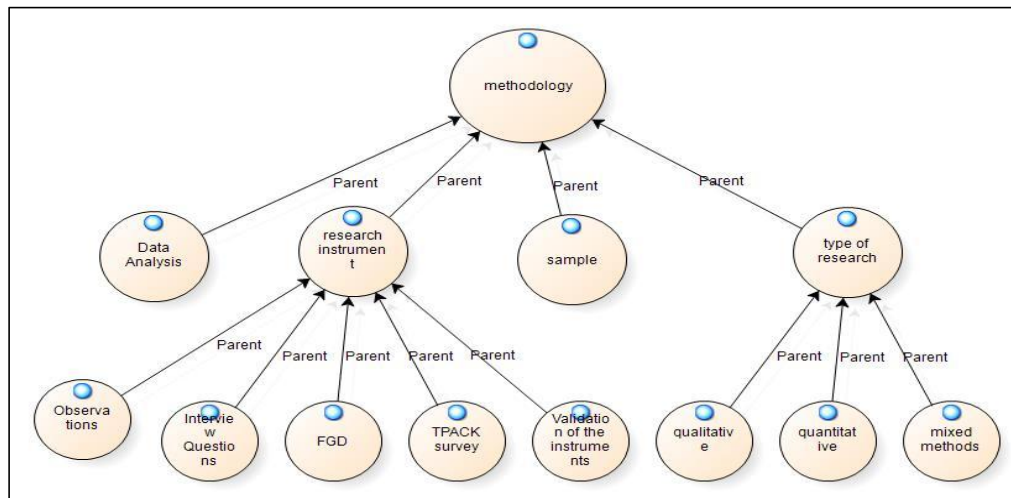 methodology
Parent
Parent
Parent
Parent
Data
Analysis
research
instrumen
t
sample
type of
research
Parent
Parent
Parent
Parent
Parent
Parent
Parent
Parent
Observa
tions
Intervie
w
Questio
ns
FGD
TPACK
survey
Validatio
n of the
instrume
nts
qualitativ
e
quantitat
ive
mixed
methods